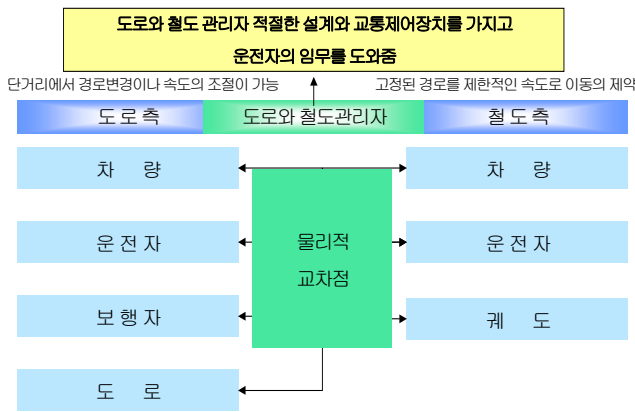 도로와 철도 관리자 적절한 설계와 교통제어장치를 가지고
운전자의 임무를 도와줌
단거리에서 경로변경이나 속도의 조절이 가능
고정된 경로를 제한적인 속도로 이동의 제약
도로측 도로와 철도관리자 철도측
차 량 차 량
운전자 물리적 운전자
교차점
보행자 궤 도
도 로